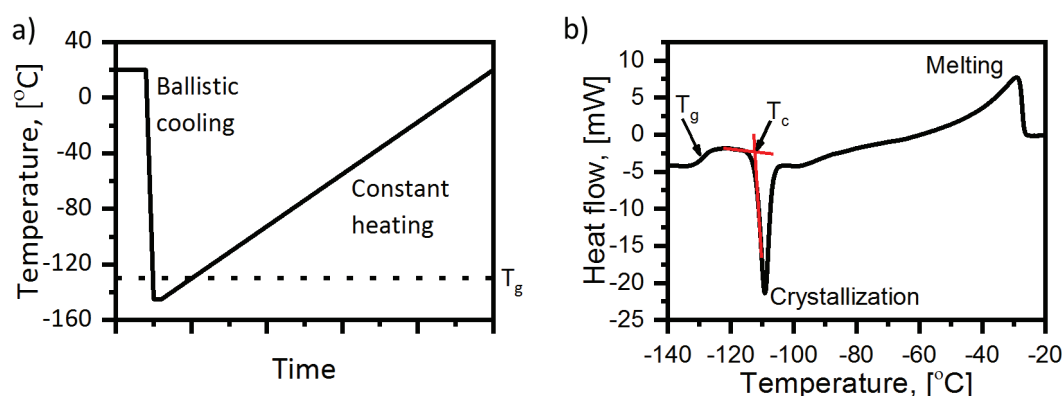 a)
Temperature, [°C]
40
0
-40
-80
-120
-160
Ballistic
cooling
Constant
heating
Tg
Time
b)
Heat flow, [mW]
10
5
0
-5
-10
-15
-20
-25
Melting
Tg
Tc
Crystallization
-140
-120
-100
-80
-60
-40
-20
Temperature, [°C]